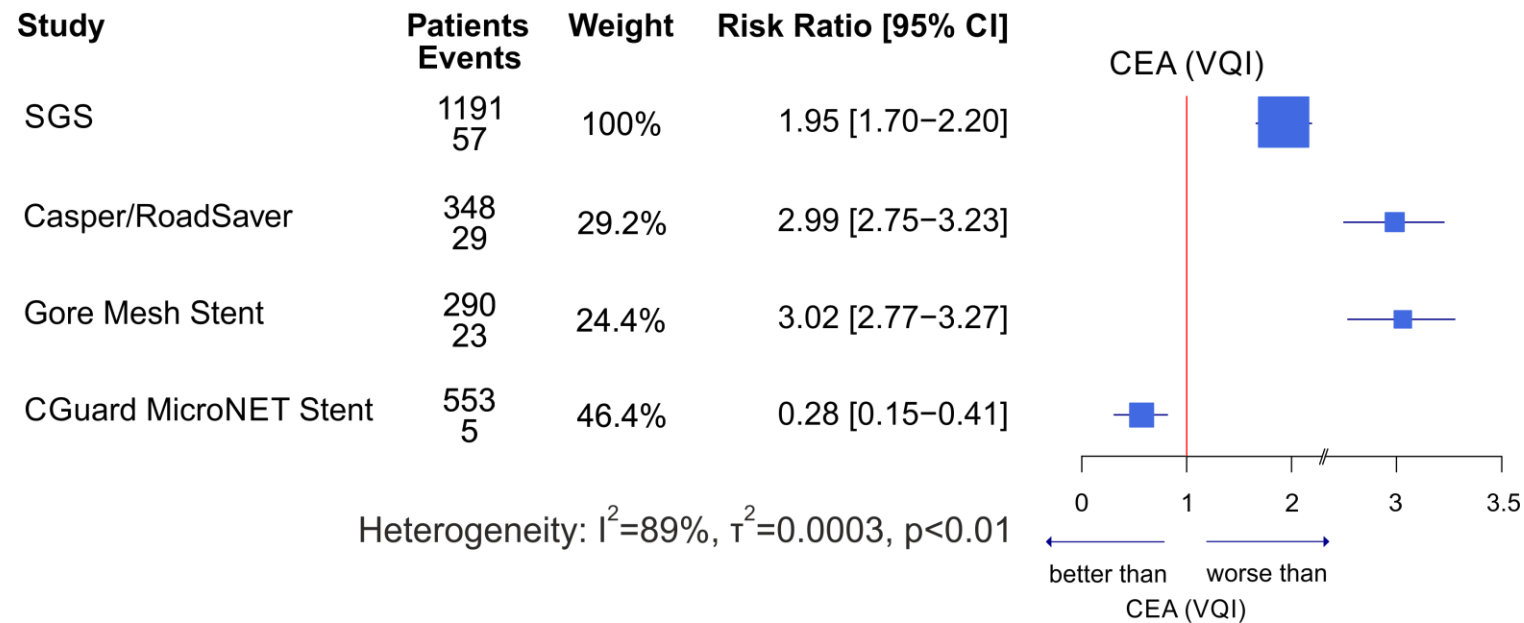 Study Patients Weight Risk Ratio [95% CI]
Events
CEA (VQI)
SGS 1191 100% 1.95 [1.70−2.20]
57
Casper/RoadSaver 348 29.2% 2.99 [2.75−3.23]
29
Gore Mesh Stent 290 24.4% 3.02 [2.77−3.27]
23
CGuard MicroNET Stent 553 46.4% 0.28 [0.15−0.41]
5
0 1 2 3 3.5
Heterogeneity: I²=89%, τ²=0.0003, p<0.01
better than worse than
CEA (VQI)